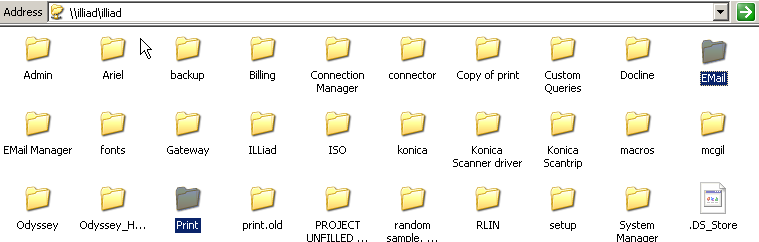 Address \\illiad\illiad
Admin Ariel backup Billing Connection Manager connector Copy of print Custom Queries Docline EMail
EMail Manager fonts Gateway ILLiad ISO konica Konica Scanner driver Konica Scantrip macros mcgil
Odyssey Odyssey_H... Print print.old PROJECT UNFILLED ... random sample. ... RLIN setup System Manager .DS_Store